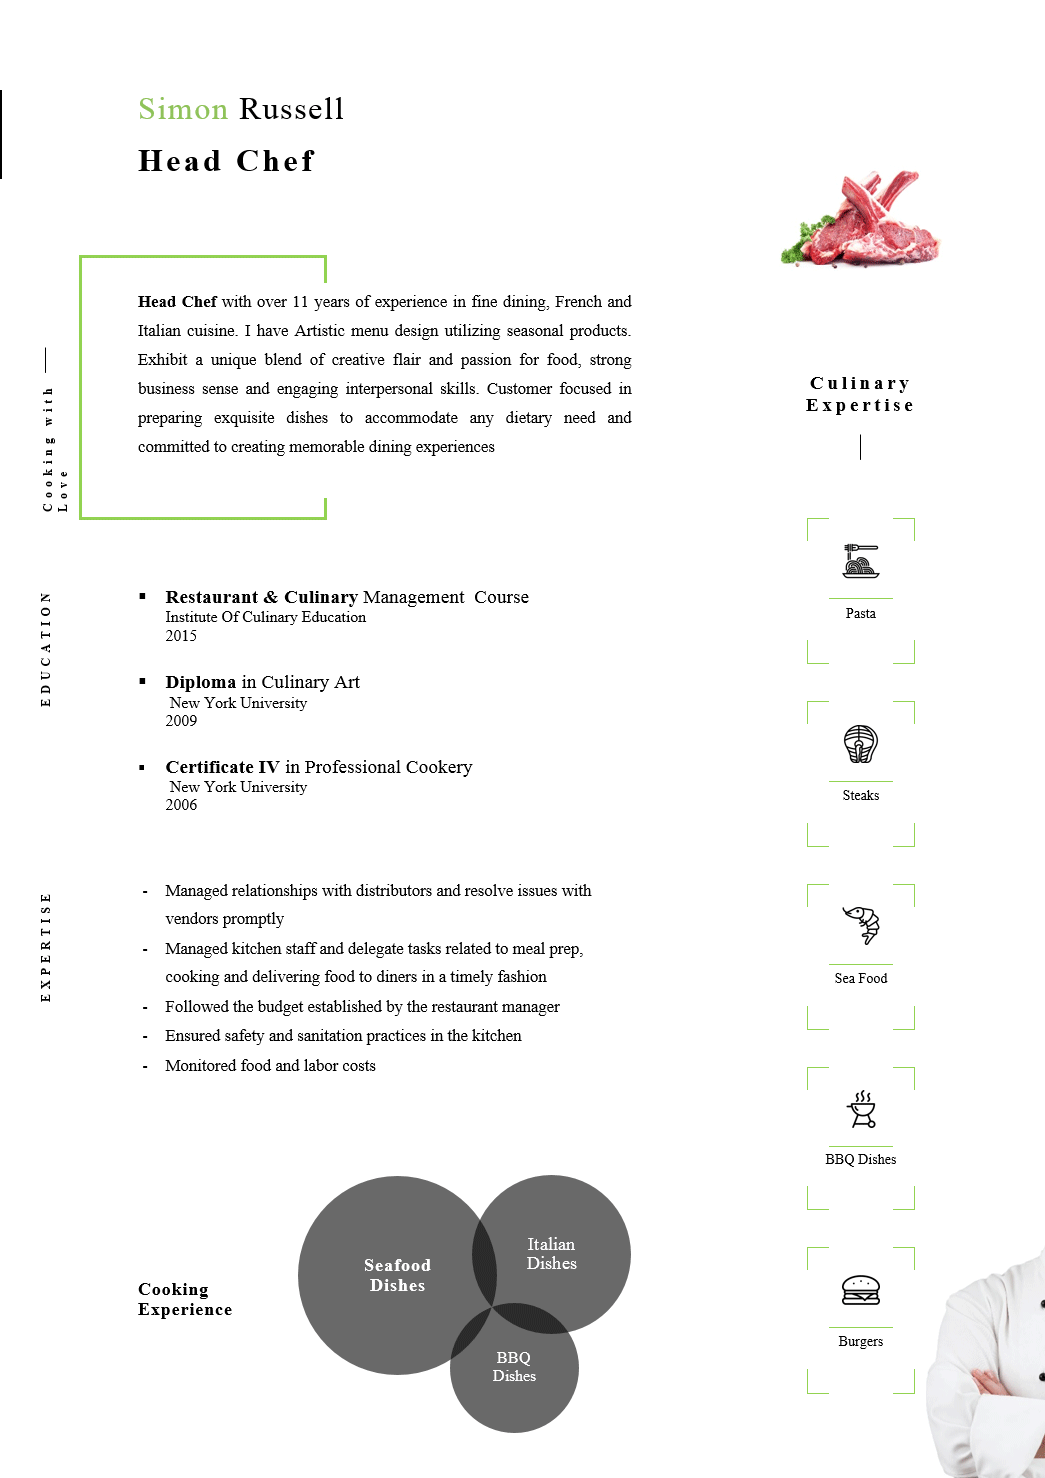 Simon Russell
Head Chef
Cooking with
Love
Head Chef with over 11 years of experience in fine dining, French and
Italian cuisine. I have Artistic menu design utilizing seasonal products.
Exhibit a unique blend of creative flair and passion for food, strong
business sense and engaging interpersonal skills. Customer focused in
preparing exquisite dishes to accommodate any dietary need and
committed to creating memorable dining experiences
EDUCATION
▪ Restaurant & Culinary Management Course
Institute Of Culinary Education
2015
▪ Diploma in Culinary Art
New York University
2009
▪ Certificate IV in Professional Cookery
New York University
2006
EXPERTISE
- Managed relationships with distributors and resolve issues with
vendors promptly
- Managed kitchen staff and delegate tasks related to meal prep,
cooking and delivering food to diners in a timely fashion
- Followed the budget established by the restaurant manager
- Ensured safety and sanitation practices in the kitchen
- Monitored food and labor costs
Cooking
Experience
Seafood
Dishes
Italian
Dishes
BBQ
Dishes
Culinary
Expertise
Pasta
Steaks
Sea Food
BBQ Dishes
Burgers